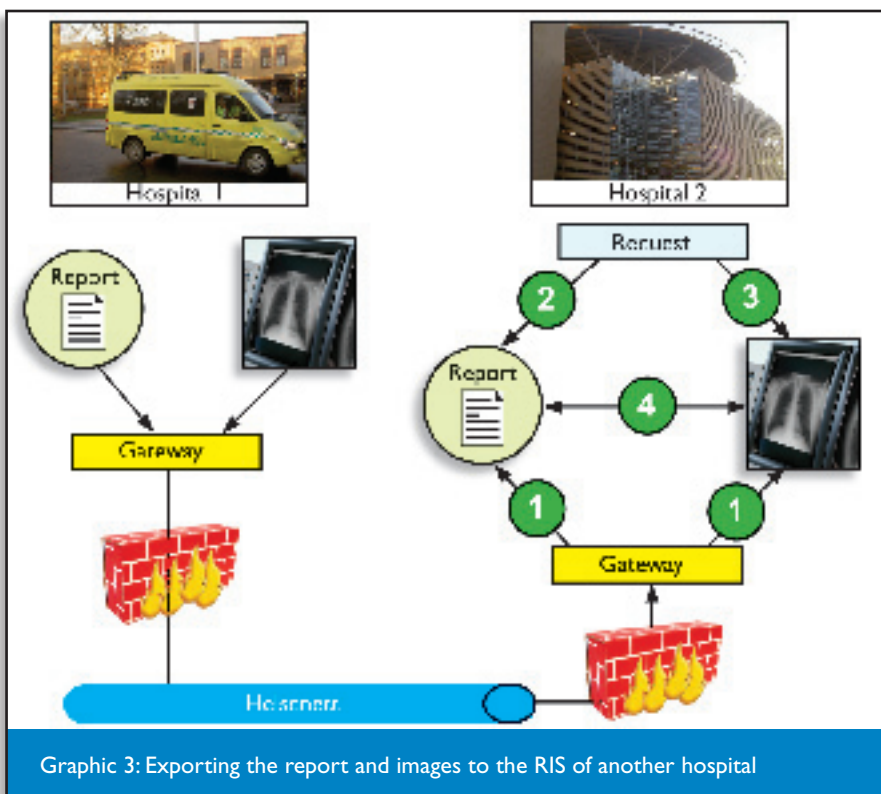 Hospital 1
Hospital 2
Report
Request
2
3
Report
4
Gateway
1
1
Gateway
Graphic 3: Exporting the report and images to the RIS of another hospital